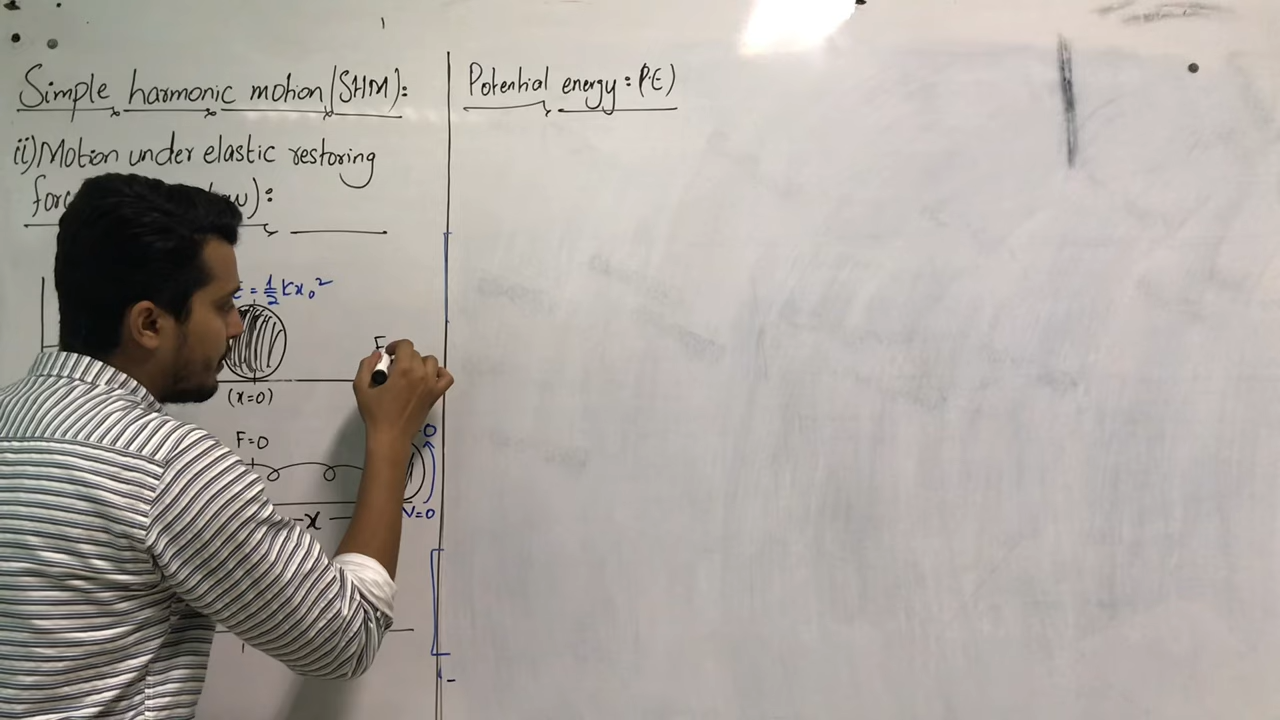 Simple harmonic motion (SHM):
ii) Motion under elastic restoring
= 1/2 Kx₀²
F
(x=0)
F=0
x
V=0
Potential energy: P.E)